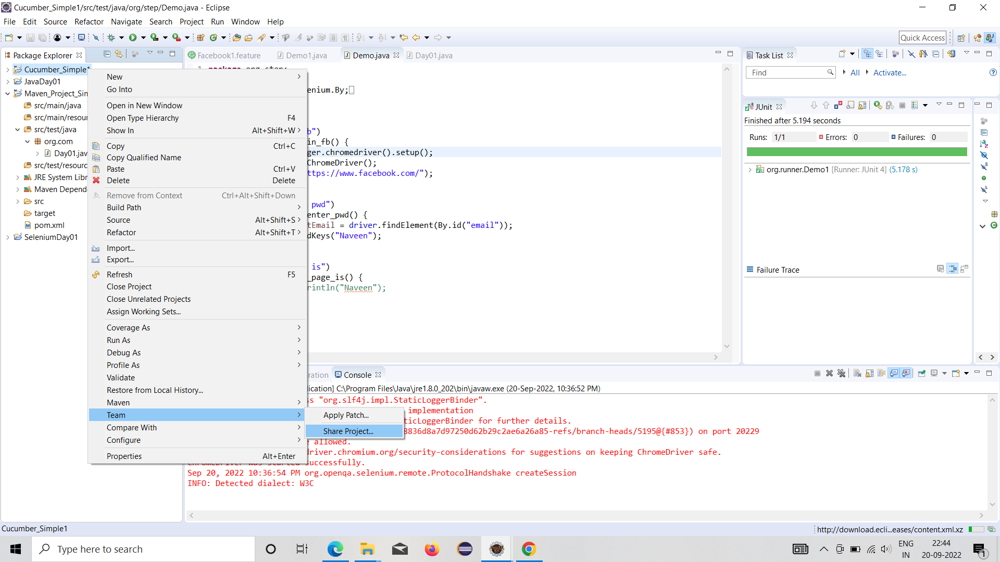 Cucumber_Simple1/src/test/java/org/step/Demo.java - Eclipse
File Edit Source Refactor Navigate Search Project Run Window Help
Quick Access
Package Explorer
Cucumber_Simple1
JavaDay01
Maven_Project_Sim
src/main/java
src/main/resour
src/test/java
org.com
Day01.jav
src/test/resourc
JRE System Libr
Maven Depende
src
target
pom.xml
SeleniumDay01
New
Go Into
Open in New Window
Open Type Hierarchy F4
Show In Alt+Shift+W
Copy Ctrl+C
Copy Qualified Name
Paste Ctrl+V
Delete Delete
Remove from Context Ctrl+Alt+Shift+Down
Build Path
Source Alt+Shift+S
Refactor Alt+Shift+T
Import...
Export...
Refresh F5
Close Project
Close Unrelated Projects
Assign Working Sets...
Coverage As
Run As
Debug As
Profile As
Validate
Restore from Local History...
Maven
Team
Compare With
Configure
Properties Alt+Enter
Apply Patch...
Share Project...
Facebook1.feature Demo1.java Demo.java Day01.java
1 package org.step;
enium.By;
b")
in_fb() {
ger.chromedriver().setup();
ChromeDriver();
ttps://www.facebook.com/");
pwd")
enter_pwd() {
tEmail = driver.findElement(By.id("email"));
dKeys("Naveen");
is")
_page_is() {
rintln("Naveen");
Task List
Find All Activate...
JUnit
Finished after 5.194 seconds
Runs: 1/1 Errors: 0 Failures: 0
org.runner.Demo1 [Runner: JUnit 4] (5.178 s)
Failure Trace
ration Console
lication] C:\Program Files\Java\jre1.8.0_202\bin\javaw.exe (20-Sep-2022, 10:36:52 PM)
ss "org.slf4j.impl.StaticLoggerBinder".
implementation
ticLoggerBinder for further details.
8836d8a7d97250d62b29c2ae6a26a85-refs/branch-heads/5195@{#853}) on port 20229
e allowed.
driver.chromium.org/security-considerations for suggestions on keeping ChromeDriver safe.
ChromeDriver was started successfully.
Sep 20, 2022 10:36:54 PM org.openqa.selenium.remote.ProtocolHandshake createSession
INFO: Detected dialect: W3C
Cucumber_Simple1
http://download.ecli...eases/content.xml.xz
Type here to search
ENG
IN
22:44
20-09-2022
1